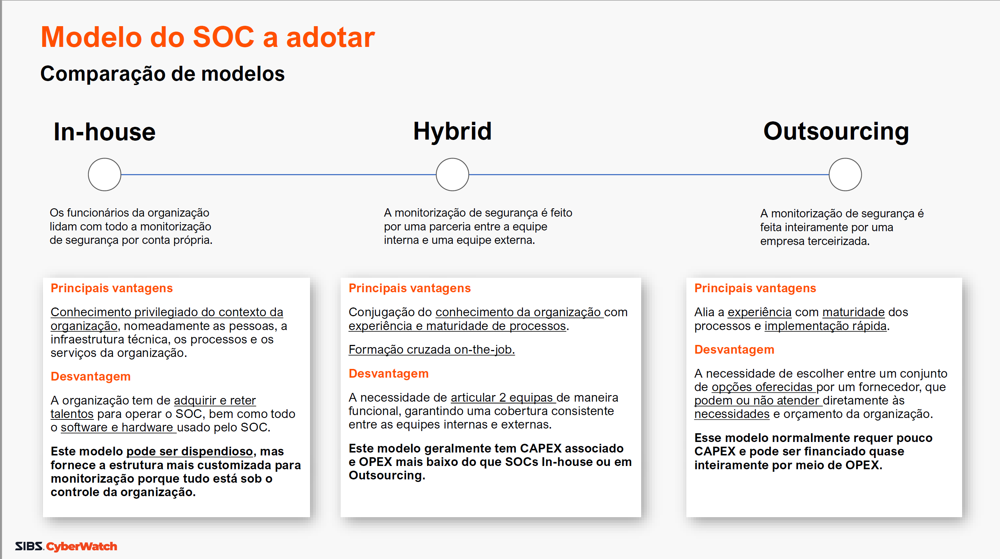 Modelo do SOC a adotar
Comparação de modelos
In-house
Os funcionários da organização
lidam com todo a monitorização
de segurança por conta própria.
Principais vantagens
Conhecimento privilegiado do contexto da
organização, nomeadamente as pessoas, a
infraestrutura técnica, os processos e os
serviços da organização.
Desvantagem
A organização tem de adquirir e reter
talentos para operar o SOC, bem como todo
o software e hardware usado pelo SOC.
Este modelo pode ser dispendioso, mas
fornece a estrutura mais customizada para
monitorização porque tudo está sob o
controle da organização.
Hybrid
A monitorização de segurança é feito
por uma parceria entre a equipe
interna e uma equipe externa.
Principais vantagens
Conjugação do conhecimento da organização com
experiência e maturidade de processos.
Formação cruzada on-the-job.
Desvantagem
A necessidade de articular 2 equipas de maneira
funcional, garantindo uma cobertura consistente
entre as equipes internas e externas.
Este modelo geralmente tem CAPEX associado
e OPEX mais baixo do que SOCs In-house ou em
Outsourcing.
Outsourcing
A monitorização de segurança é
feita inteiramente por uma
empresa terceirizada.
Principais vantagens
Alia a experiência com maturidade dos
processos e implementação rápida.
Desvantagem
A necessidade de escolher entre um conjunto
de opções oferecidas por um fornecedor, que
podem ou não atender diretamente às
necessidades e orçamento da organização.
Esse modelo normalmente requer pouco
CAPEX e pode ser financiado quase
inteiramente por meio de OPEX.
SIBS. CyberWatch